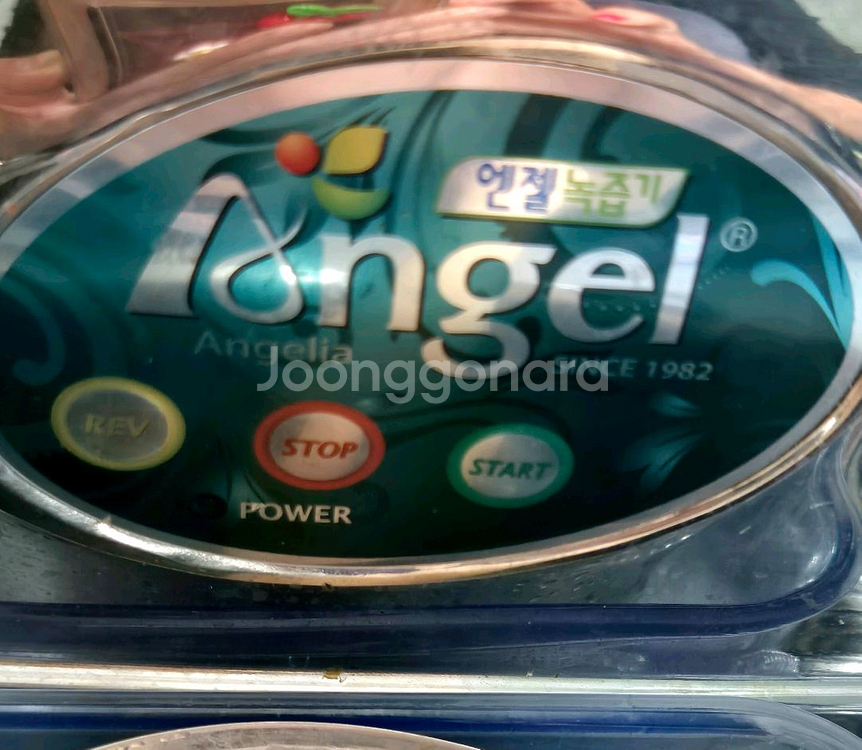 엔젤녹즙기
Angel®
Angelia
SINCE 1982
Joonggonara
REV
STOP
START
POWER